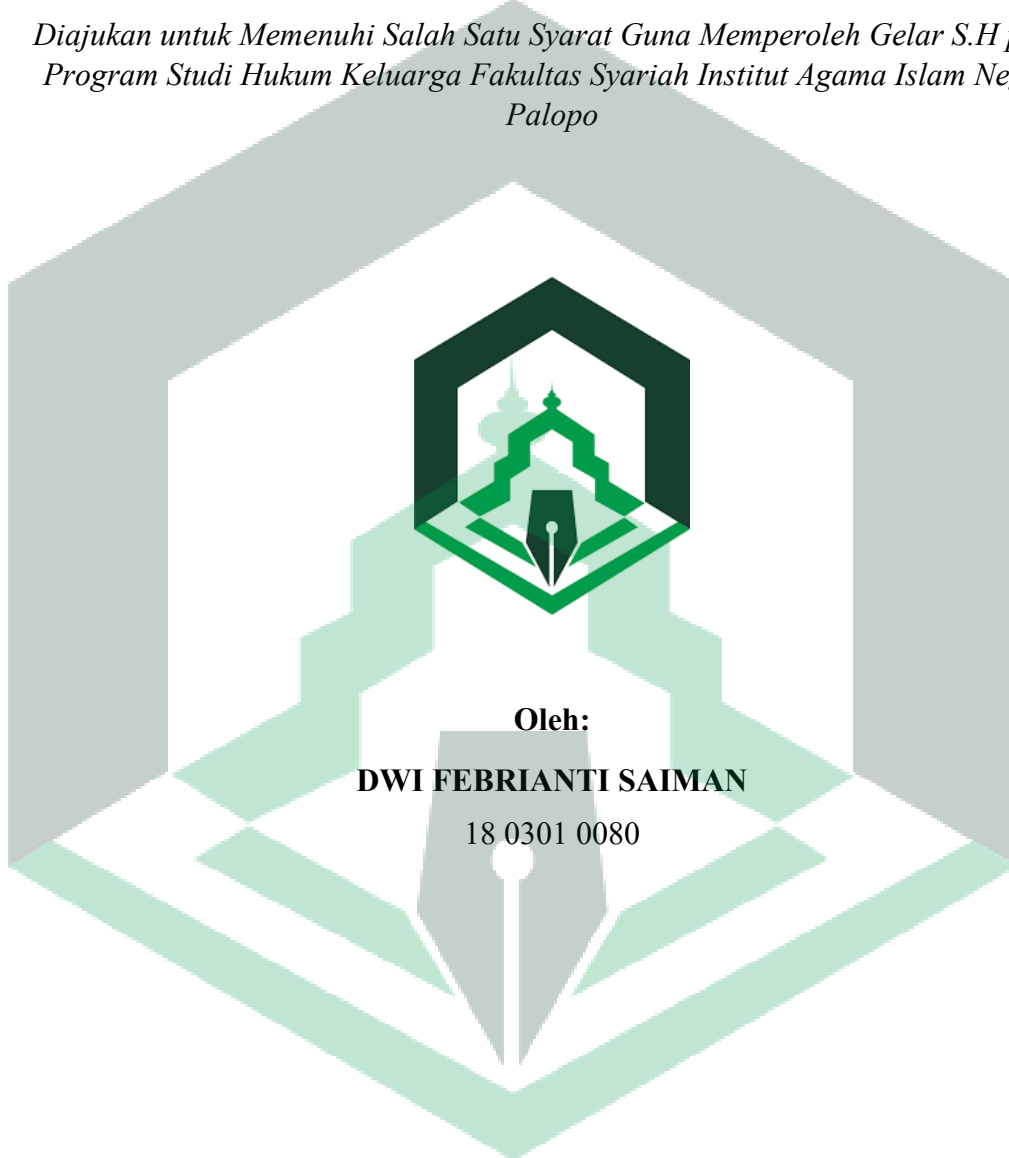 Diajukan untuk Memenuhi Salah Satu Syarat Guna Memperoleh Gelar S.H
Program Studi Hukum Keluarga Fakultas Syariah Institut Agama Islam
Palopo
Oleh:
DWI FEBRIANTI SAIMAN
18 0301 0080